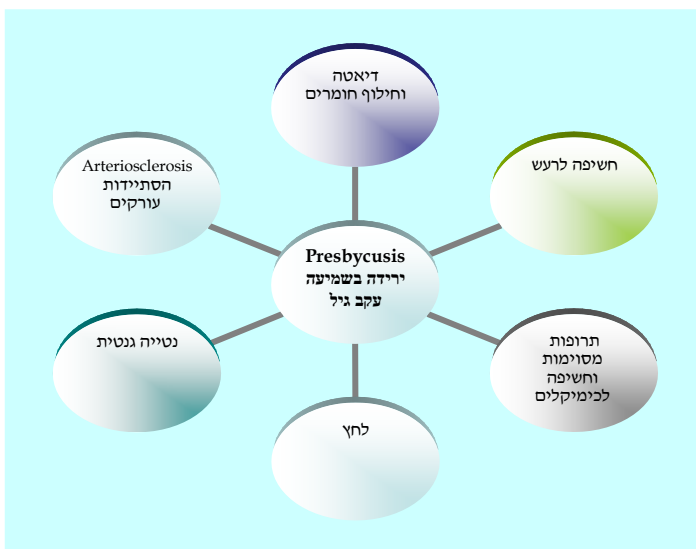 דיאטה
וחילוף חומרים
חשיפה לרעש
Arteriosclerosis
הסתיידות
עורקים
Presbycusis
ירידה בשמיעה
עקב גיל
נטייה גנטית
תרופות
מסוימות
וחשיפה
לכימיקלים
לחץ